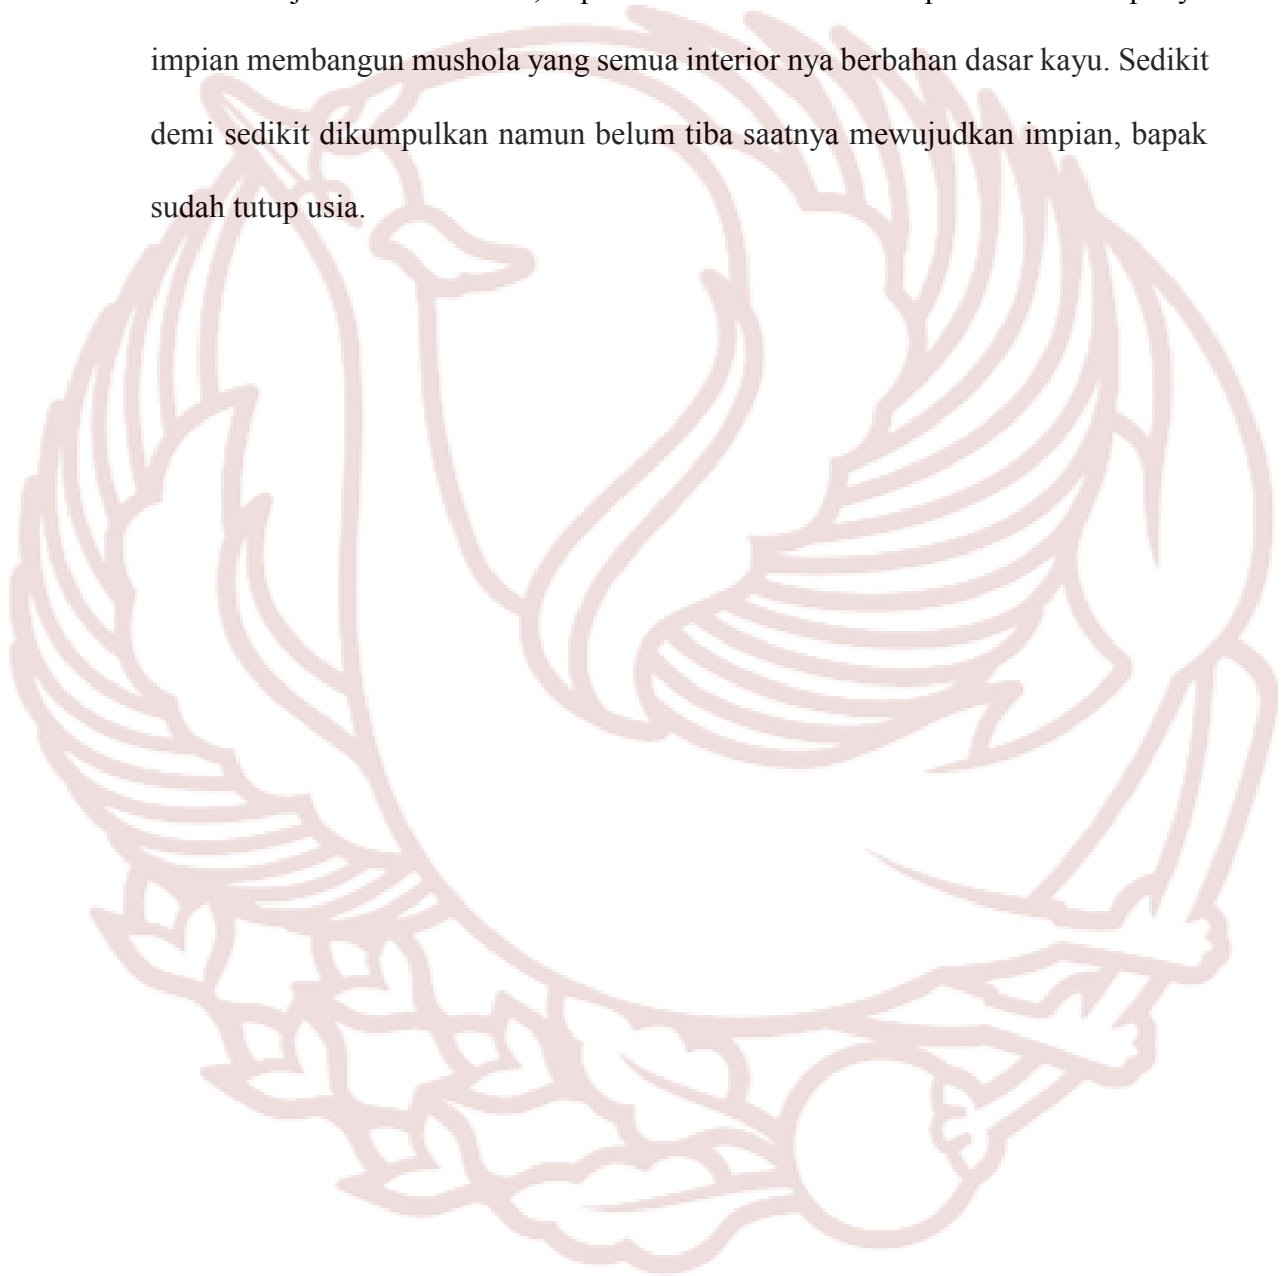 impian membangun mushola yang semua interior nya berbahan dasar kayu. Sedikit
demi sedikit dikumpulkan namun belum tiba saatnya mewujudkan impian, bapak
sudah tutup usia.